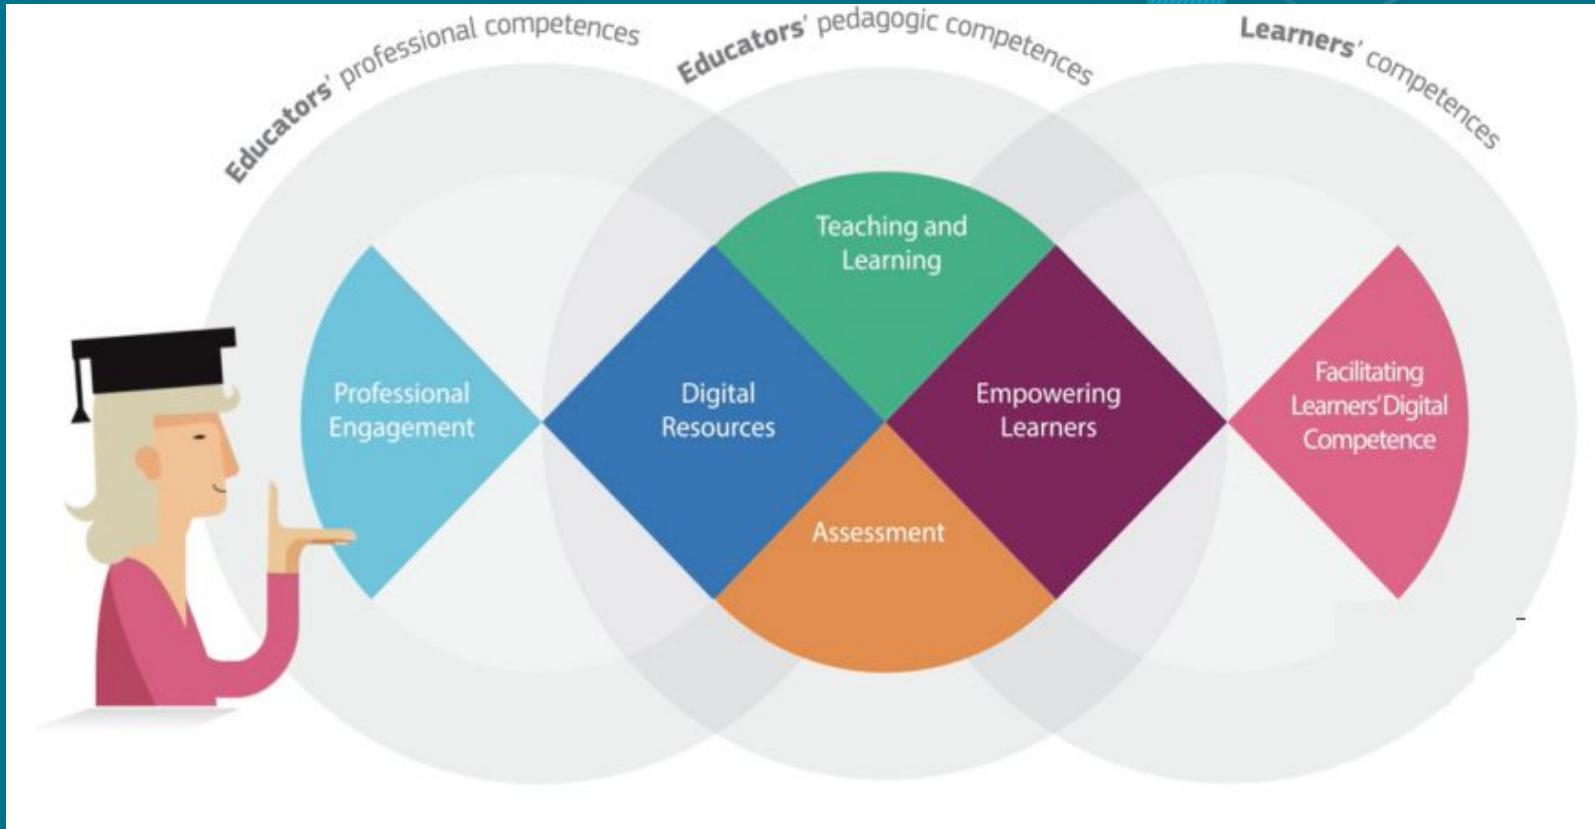 Educators' professional competences
Educators' pedagogic competences
Learners' competences
Teaching and
Learning
Professional
Engagement
Digital
Resources
Empowering
Learners
Facilitating
Learners' Digital
Competence
Assessment